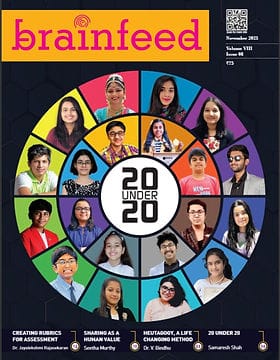 brainfeed
November 2021
Volume VIII
Issue 08
₹75
20
UNDER
20
CREATING RUBRICS
FOR ASSESSMENT
Dr. Jayalakshmi Rajasekaran
SHARING AS A
HUMAN VALUE
Seetha Murthy
HEUTAGOGY, A LIFE
CHANGING METHOD
Dr. V Bindhu
20 UNDER 20
Samaresh Shah